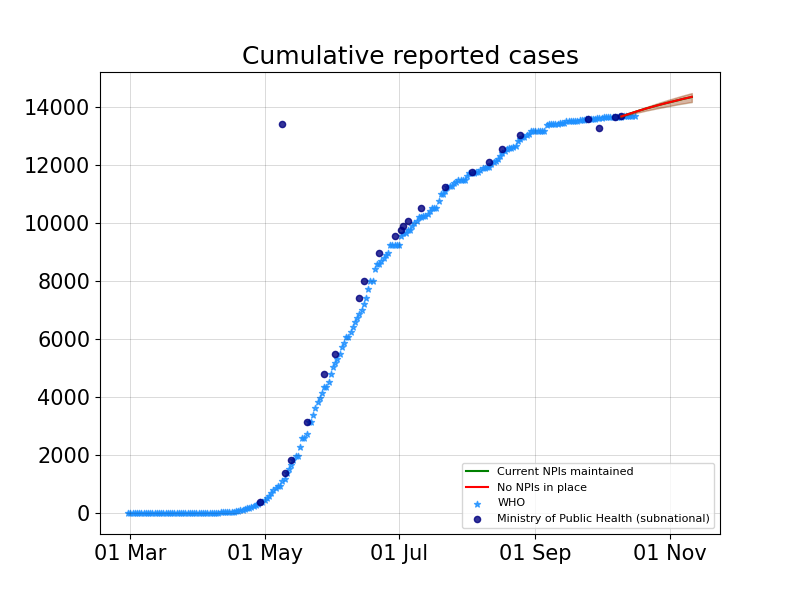 Cumulative reported cases
14000
12000
10000
8000
6000
4000
2000
0
01 Mar
01 May
01 Jul
01 Sep
01 Nov
Current NPIs maintained
No NPIs in place
WHO
Ministry of Public Health (subnational)